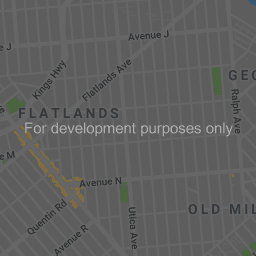 Avenue J
e J
Kings Hwy
Flatlands Ave
GEO
FLATLANDS
Ralph Ave
For development purposes only
e M
Avenue N
Quentin Rd
Utica Ave
OLD MIL
Avenue R